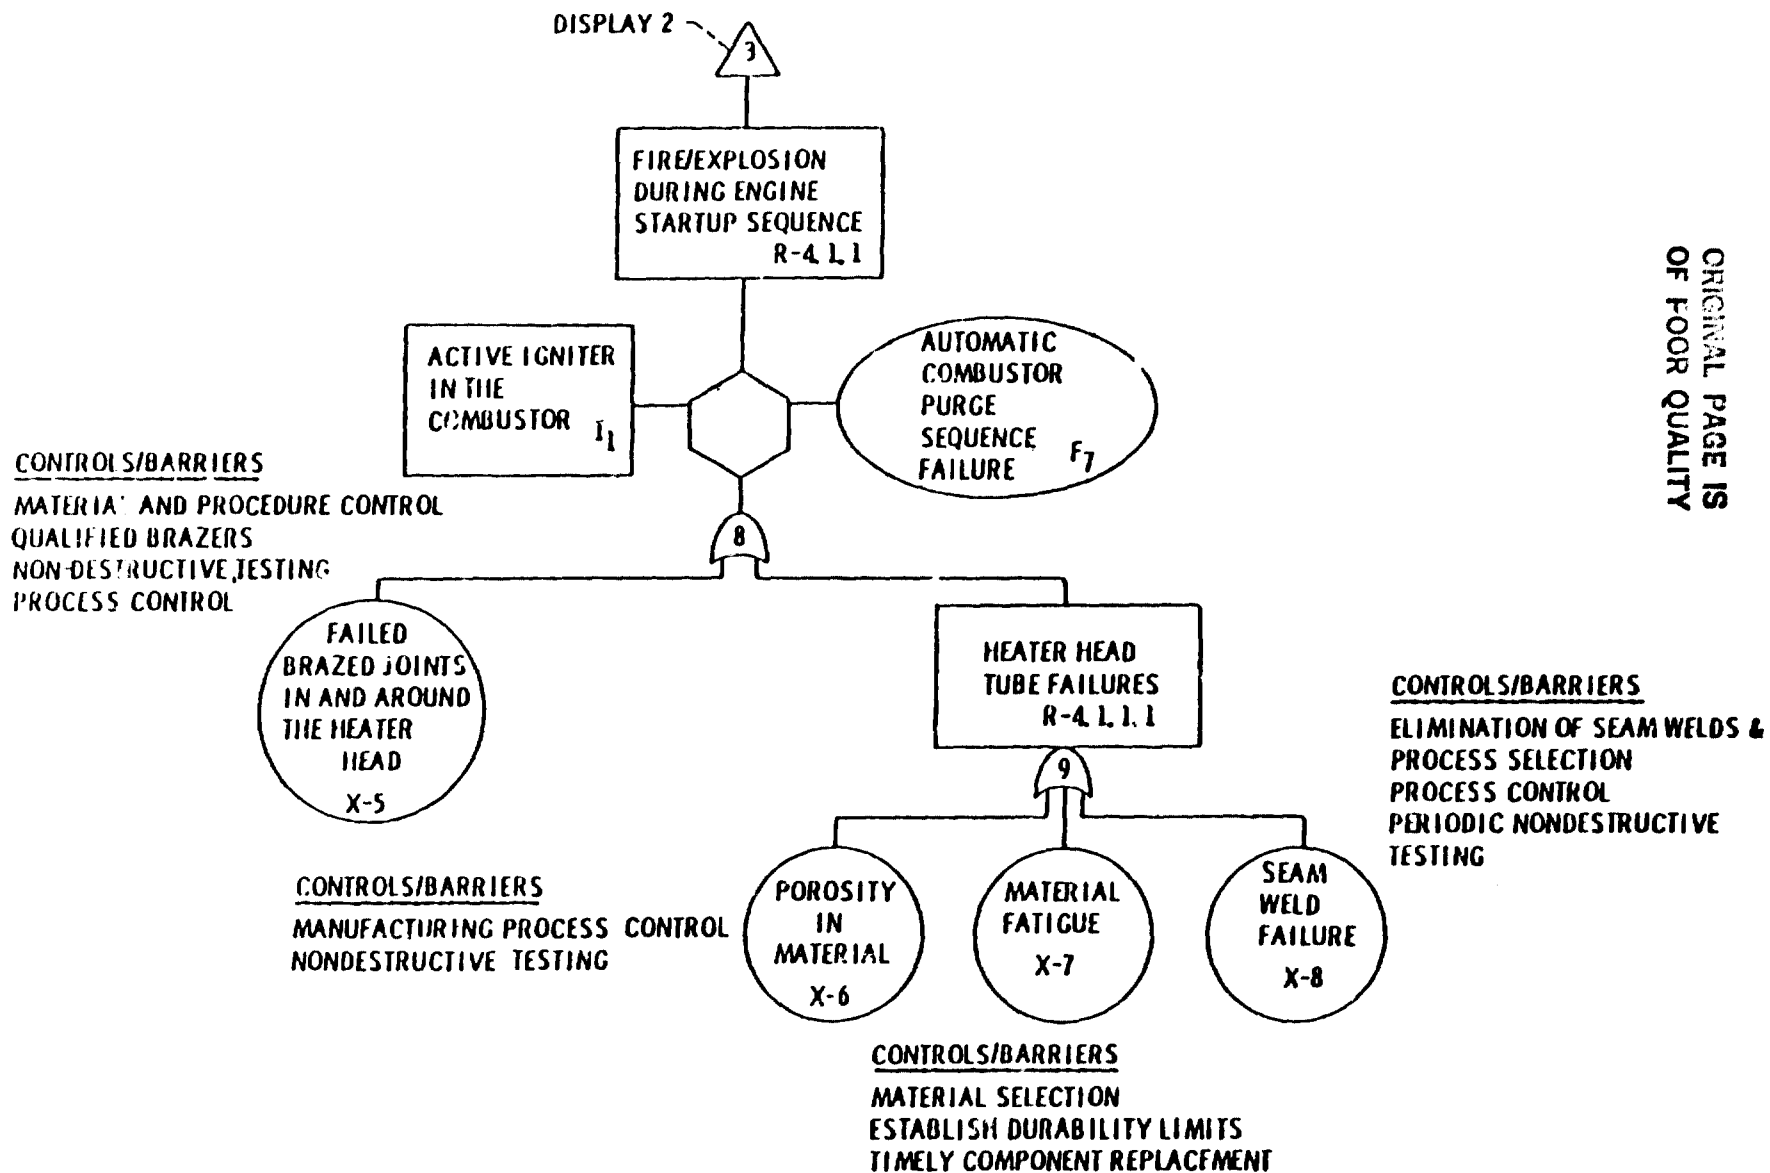 DISPLAY 2
3
FIRE/EXPLOSION
DURING ENGINE
STARTUP SEQUENCE
R-4.1.1
ACTIVE IGNITER
IN THE
COMBUSTOR
I1
AUTOMATIC
COMBUSTOR
PURGE
SEQUENCE
FAILURE
F7
ORIGINAL PAGE IS
OF POOR QUALITY
CONTROLS/BARRIERS
MATERIAL AND PROCEDURE CONTROL
QUALIFIED BRAZERS
NON-DESTRUCTIVE TESTING
PROCESS CONTROL
8
FAILED
BRAZED JOINTS
IN AND AROUND
THE HEATER
HEAD
X-5
HEATER HEAD
TUBE FAILURES
R-4.1.1.1
9
CONTROLS/BARRIERS
ELIMINATION OF SEAM WELDS &
PROCESS SELECTION
PROCESS CONTROL
PERIODIC NONDESTRUCTIVE
TESTING
CONTROLS/BARRIERS
MANUFACTURING PROCESS CONTROL
NONDESTRUCTIVE TESTING
POROSITY
IN
MATERIAL
X-6
MATERIAL
FATIGUE
X-7
SEAM
WELD
FAILURE
X-8
CONTROLS/BARRIERS
MATERIAL SELECTION
ESTABLISH DURABILITY LIMITS
TIMELY COMPONENT REPLACEMENT